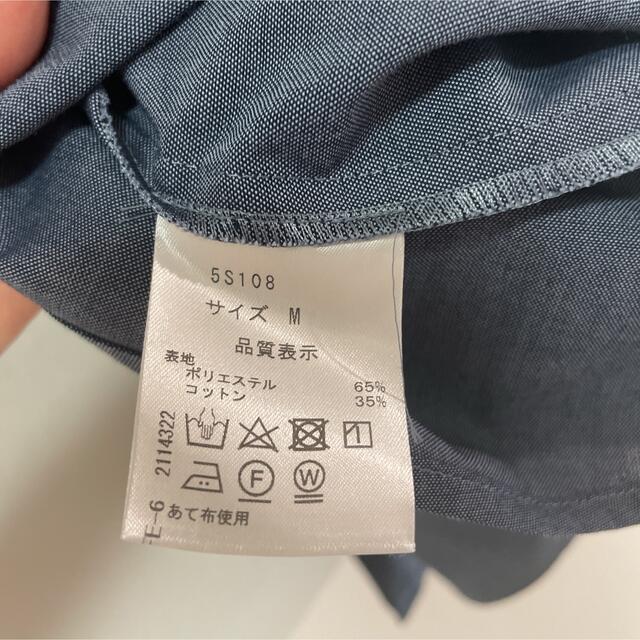 5S108
サイズ M
品質表示
表地
ポリエステル 65%
コットン 35%
F W
あて布使用
2114322